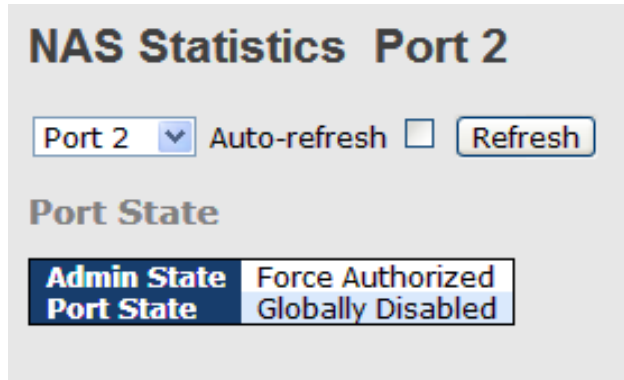 NAS Statistics Port 2
Port 2 Auto-refresh Refresh
Port State
Admin State Force Authorized
Port State Globally Disabled